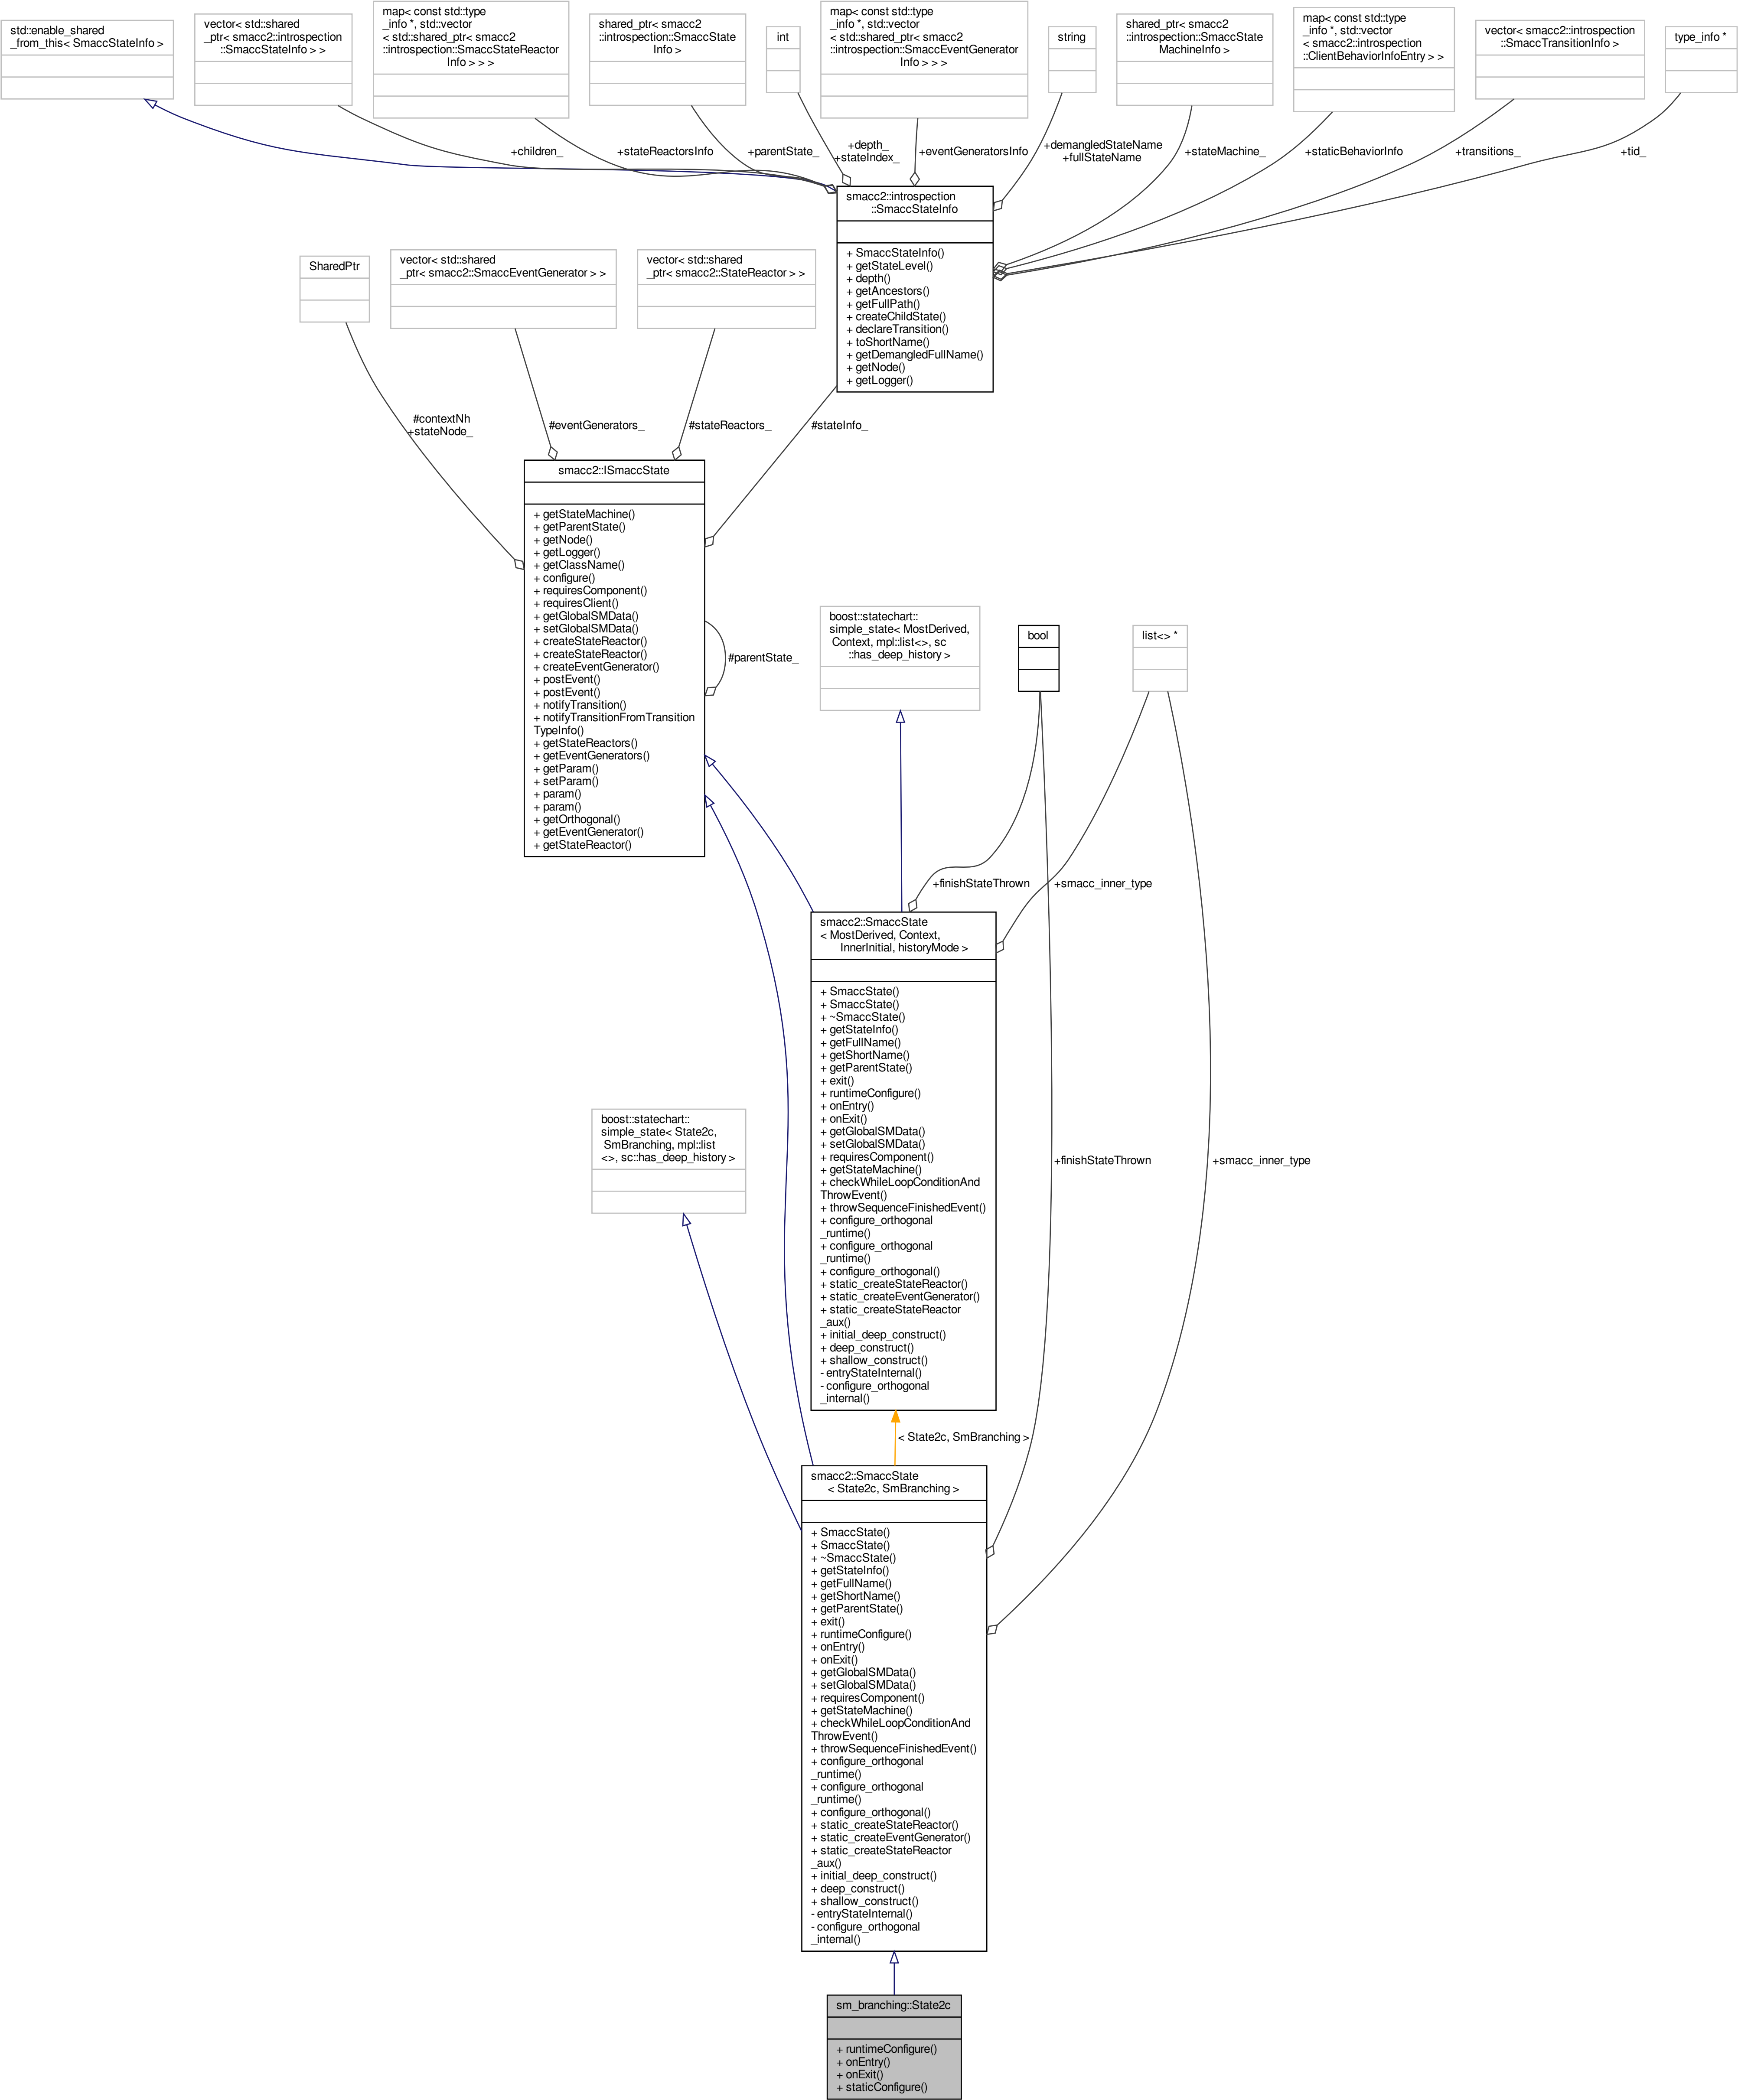 std::enable_shared
_from_this< SmaccStateInfo >
vector< std::shared
_ptr< smacc2::introspection
::SmaccStateInfo > >
map< const std::type
_info *, std::vector
< std::shared_ptr< smacc2
::introspection::SmaccStateReactor
Info > > >
shared_ptr< smacc2
::introspection::SmaccState
Info >
int
map< const std::type
_info *, std::vector
< std::shared_ptr< smacc2
::introspection::SmaccEventGenerator
Info > > >
string
shared_ptr< smacc2
::introspection::SmaccState
MachineInfo >
map< const std::type
_info *, std::vector
< smacc2::introspection
::ClientBehaviorInfoEntry > >
vector< smacc2::introspection
::SmaccTransitionInfo >
type_info *
+children_
+stateReactorsInfo
+parentState_
+depth_
+stateIndex_
+eventGeneratorsInfo
+demangledStateName
+fullStateName
+stateMachine_
+staticBehaviorInfo
+transitions_
+tid_
smacc2::introspection
::SmaccStateInfo
+ SmaccStateInfo()
+ getStateLevel()
+ depth()
+ getAncestors()
+ getFullPath()
+ createChildState()
+ declareTransition()
+ toShortName()
+ getDemangledFullName()
+ getNode()
+ getLogger()
SharedPtr
vector< std::shared
_ptr< smacc2::SmaccEventGenerator > >
vector< std::shared
_ptr< smacc2::StateReactor > >
#contextNh
+stateNode_
#eventGenerators_
#stateReactors_
#stateInfo_
smacc2::ISmaccState
+ getStateMachine()
+ getParentState()
+ getNode()
+ getLogger()
+ getClassName()
+ configure()
+ requiresComponent()
+ requiresClient()
+ getGlobalSMData()
+ setGlobalSMData()
+ createStateReactor()
+ createStateReactor()
+ createEventGenerator()
+ postEvent()
+ postEvent()
+ notifyTransition()
+ notifyTransitionFromTransition
TypeInfo()
+ getStateReactors()
+ getEventGenerators()
+ getParam()
+ setParam()
+ param()
+ param()
+ getOrthogonal()
+ getEventGenerator()
+ getStateReactor()
#parentState_
boost::statechart::
simple_state< MostDerived,
Context, mpl::list<>, sc
::has_deep_history >
bool
list<> *
+finishStateThrown
+smacc_inner_type
smacc2::SmaccState
< MostDerived, Context,
InnerInitial, historyMode >
+ SmaccState()
+ SmaccState()
+ ~SmaccState()
+ getStateInfo()
+ getFullName()
+ getShortName()
+ getParentState()
+ exit()
+ runtimeConfigure()
+ onEntry()
+ onExit()
+ getGlobalSMData()
+ setGlobalSMData()
+ requiresComponent()
+ getStateMachine()
+ checkWhileLoopConditionAnd
ThrowEvent()
+ throwSequenceFinishedEvent()
+ configure_orthogonal
_runtime()
+ configure_orthogonal
_runtime()
+ configure_orthogonal()
+ static_createStateReactor()
+ static_createEventGenerator()
+ static_createStateReactor
_aux()
+ initial_deep_construct()
+ deep_construct()
+ shallow_construct()
- entryStateInternal()
- configure_orthogonal
_internal()
boost::statechart::
simple_state< State2c,
SmBranching, mpl::list
<>, sc::has_deep_history >
+finishStateThrown
+smacc_inner_type
< State2c, SmBranching >
smacc2::SmaccState
< State2c, SmBranching >
+ SmaccState()
+ SmaccState()
+ ~SmaccState()
+ getStateInfo()
+ getFullName()
+ getShortName()
+ getParentState()
+ exit()
+ runtimeConfigure()
+ onEntry()
+ onExit()
+ getGlobalSMData()
+ setGlobalSMData()
+ requiresComponent()
+ getStateMachine()
+ checkWhileLoopConditionAnd
ThrowEvent()
+ throwSequenceFinishedEvent()
+ configure_orthogonal
_runtime()
+ configure_orthogonal
_runtime()
+ configure_orthogonal()
+ static_createStateReactor()
+ static_createEventGenerator()
+ static_createStateReactor
_aux()
+ initial_deep_construct()
+ deep_construct()
+ shallow_construct()
- entryStateInternal()
- configure_orthogonal
_internal()
sm_branching::State2c
+ runtimeConfigure()
+ onEntry()
+ onExit()
+ staticConfigure()